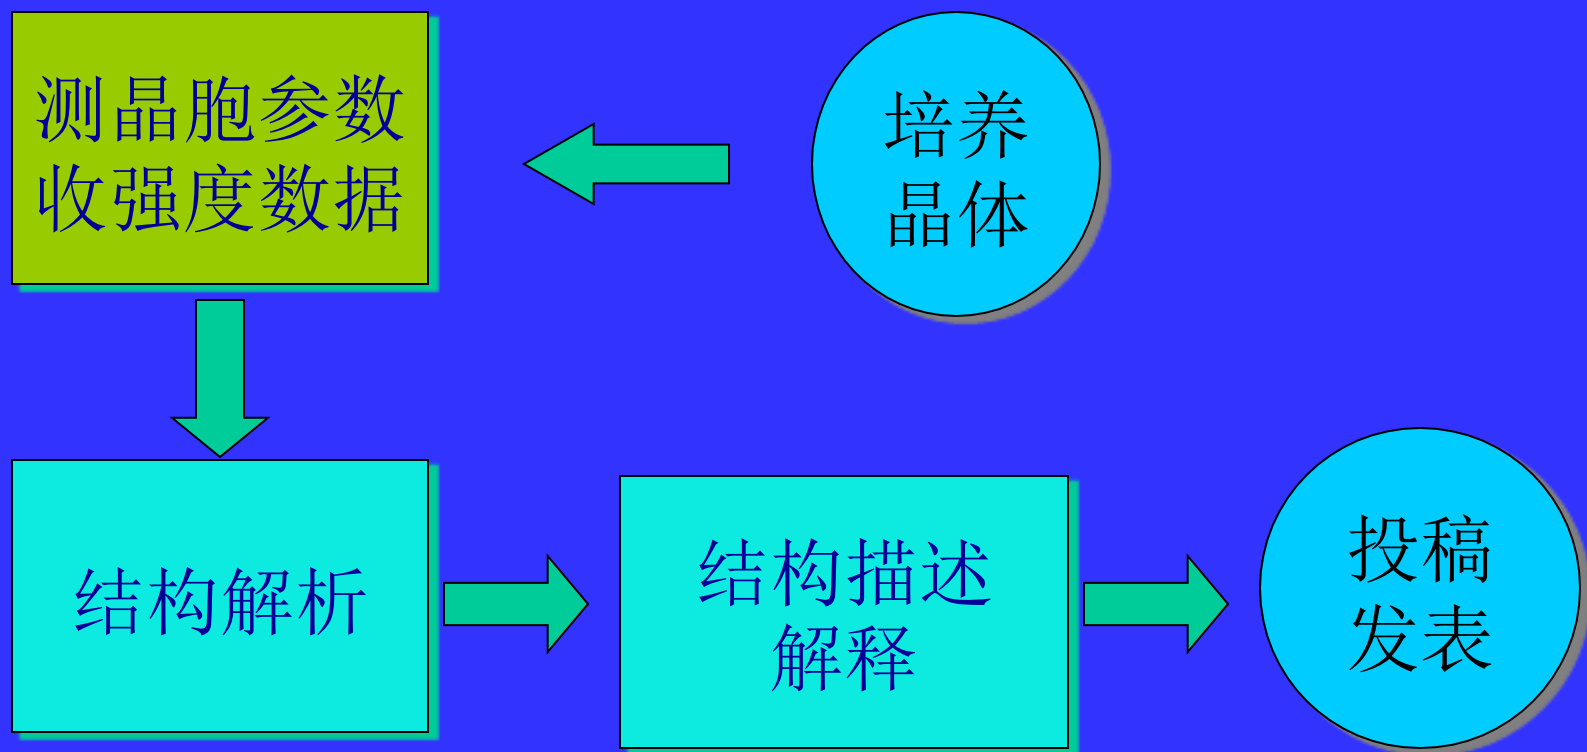 测晶胞参数
收强度数据
培养
晶体
结构解析
结构描述
解释
投稿
发表